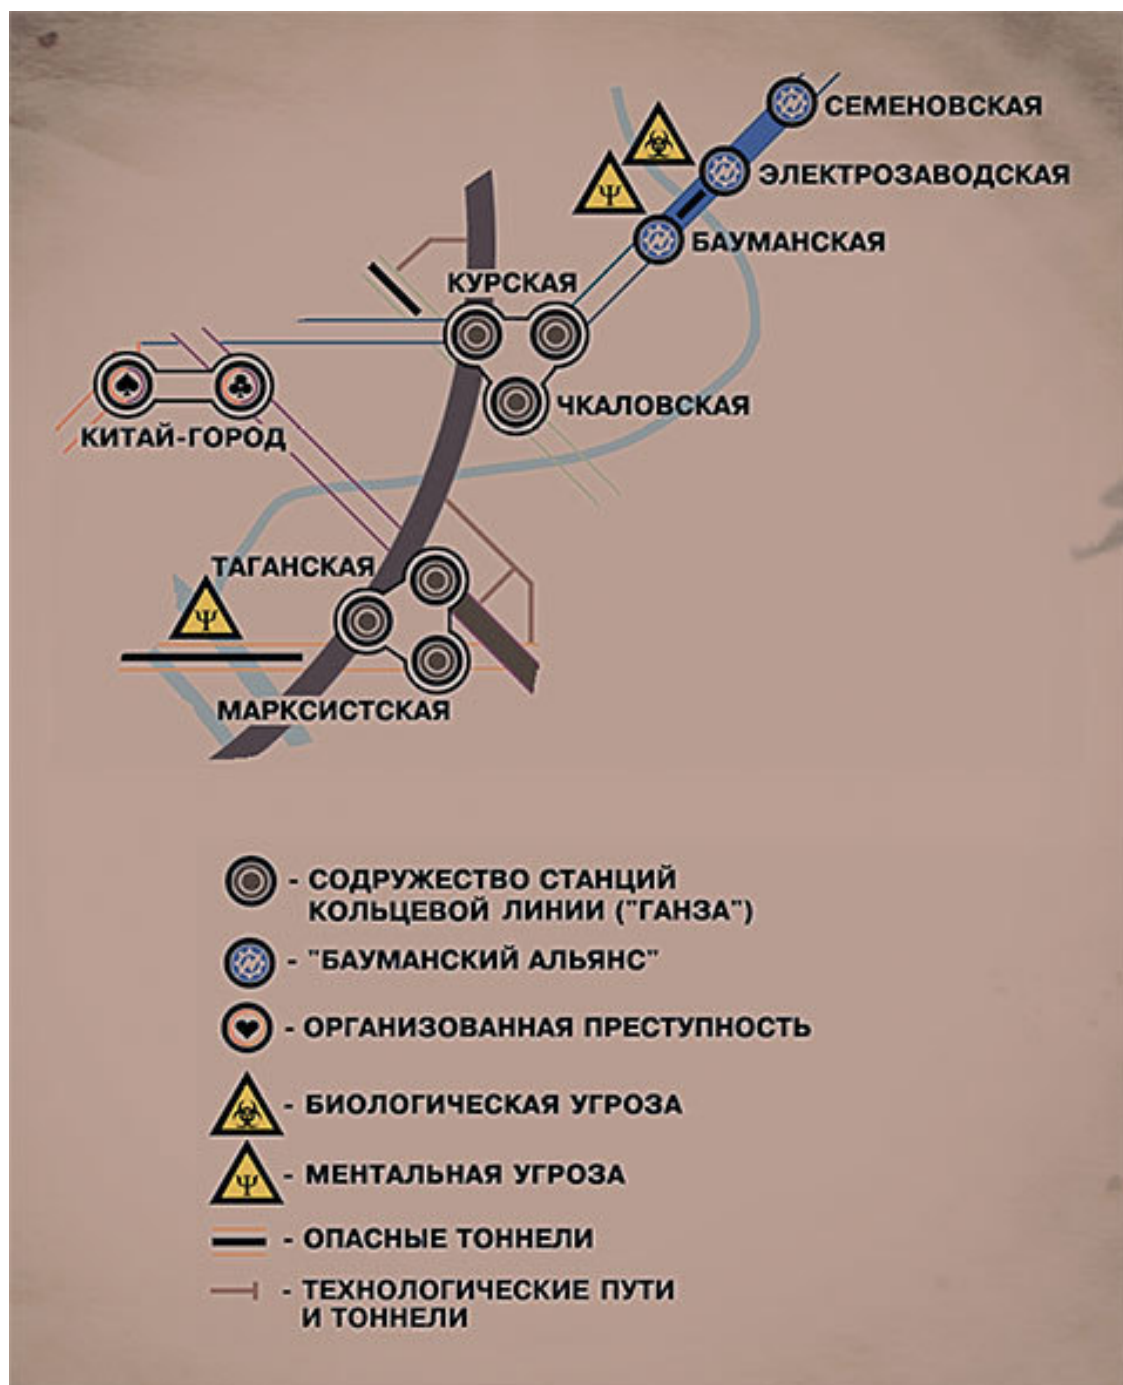 СЕМЕНОВСКАЯ
ЭЛЕКТРОЗАВОДСКАЯ
БАУМАНСКАЯ
КУРСКАЯ
ЧКАЛОВСКАЯ
КИТАЙ-ГОРОД
ТАГАНСКАЯ
МАРКСИСТСКАЯ
- СОДРУЖЕСТВО СТАНЦИЙ
КОЛЬЦЕВОЙ ЛИНИИ ("ГАНЗА")
- "БАУМАНСКИЙ АЛЬЯНС"
- ОРГАНИЗОВАННАЯ ПРЕСТУПНОСТЬ
- БИОЛОГИЧЕСКАЯ УГРОЗА
- МЕНТАЛЬНАЯ УГРОЗА
- ОПАСНЫЕ ТОННЕЛИ
- ТЕХНОЛОГИЧЕСКИЕ ПУТИ
И ТОННЕЛИ